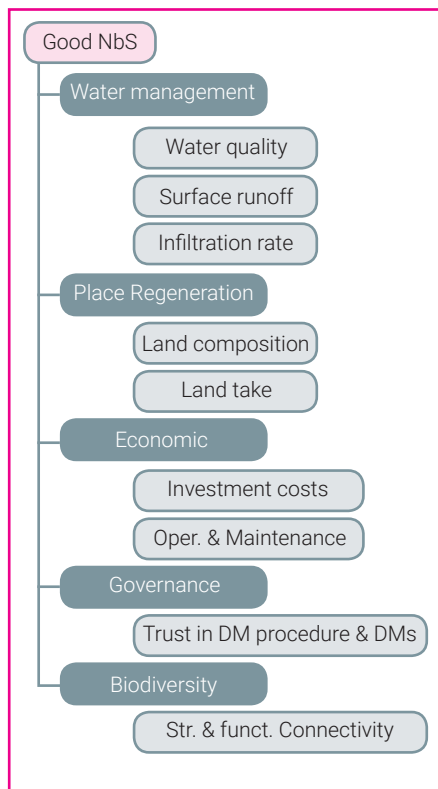 Good NbS
Water management
Water quality
Surface runoff
Infiltration rate
Place Regeneration
Land composition
Land take
Economic
Investment costs
Oper. & Maintenance
Governance
Trust in DM procedure & DMs
Biodiversity
Str. & funct. Connectivity